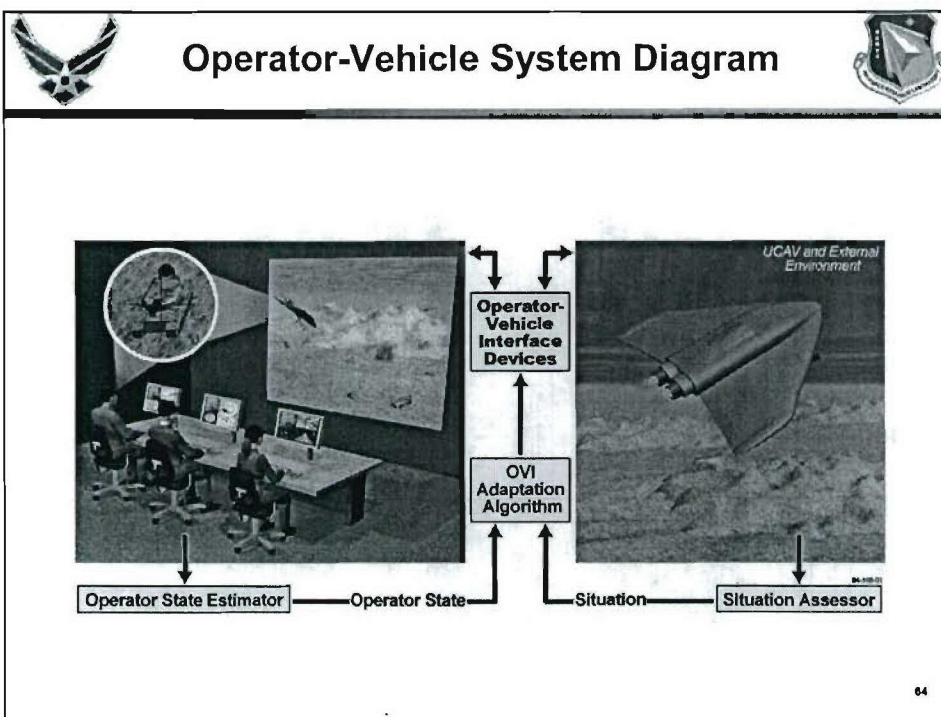 Operator-Vehicle System Diagram
UCAV and External
Environment
Operator-
Vehicle
Interface
Devices
OVI
Adaptation
Algorithm
Operator State Estimator
Operator State
Situation
Situation Assessor
64